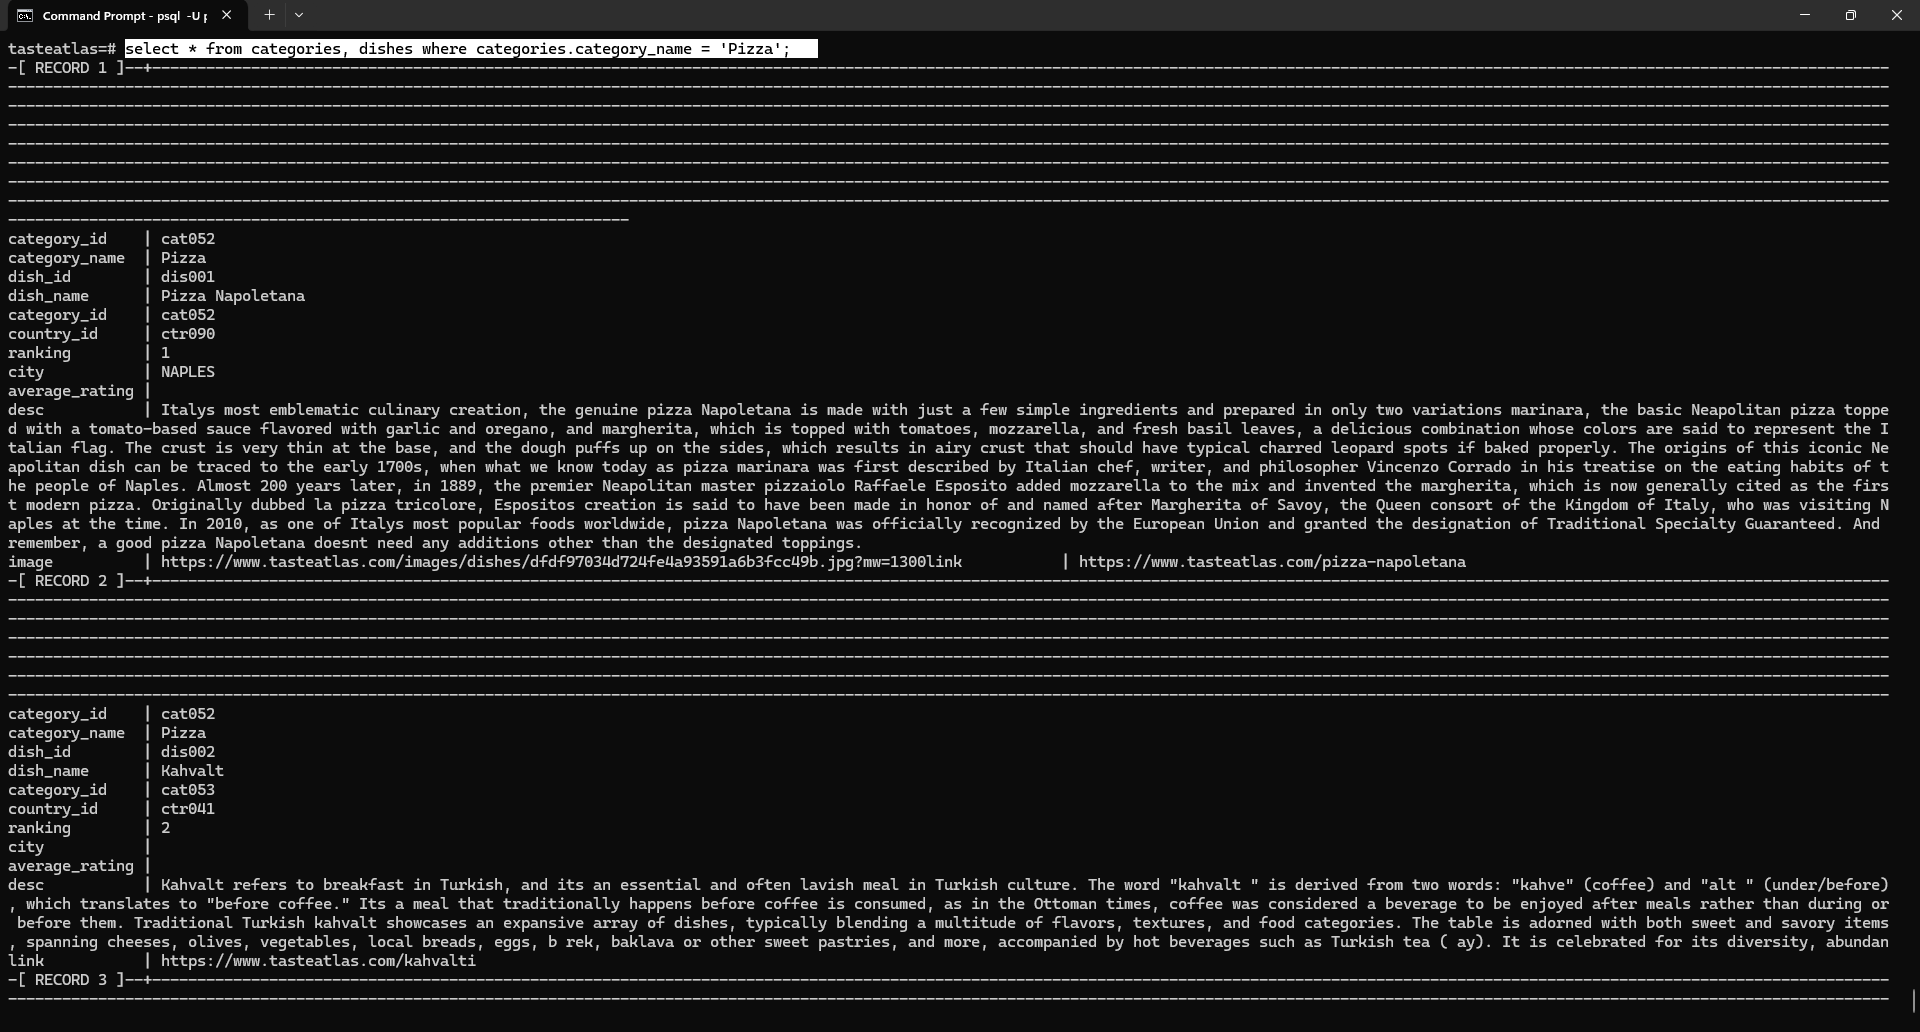 Command Prompt - psql -U p
tasteatlas=# select * from categories, dishes where categories.category_name = 'Pizza';
-[ RECORD 1 ]--+
category_id | cat052
category_name | Pizza
dish_id | dis001
dish_name | Pizza Napoletana
category_id | cat052
country_id | ctr090
ranking | 1
city | NAPLES
average_rating |
desc | Italys most emblematic culinary creation, the genuine pizza Napoletana is made with just a few simple ingredients and prepared in only two variations marinara, the basic Neapolitan pizza toppe
d with a tomato-based sauce flavored with garlic and oregano, and margherita, which is topped with tomatoes, mozzarella, and fresh basil leaves, a delicious combination whose colors are said to represent the I
talian flag. The crust is very thin at the base, and the dough puffs up on the sides, which results in airy crust that should have typical charred leopard spots if baked properly. The origins of this iconic Ne
apolitan dish can be traced to the early 1700s, when what we know today as pizza marinara was first described by Italian chef, writer, and philosopher Vincenzo Corrado in his treatise on the eating habits of t
he people of Naples. Almost 200 years later, in 1889, the premier Neapolitan master pizzaiolo Raffaele Esposito added mozzarella to the mix and invented the margherita, which is now generally cited as the firs
t modern pizza. Originally dubbed la pizza tricolore, Espositos creation is said to have been made in honor of and named after Margherita of Savoy, the Queen consort of the Kingdom of Italy, who was visiting N
aples at the time. In 2010, as one of Italys most popular foods worldwide, pizza Napoletana was officially recognized by the European Union and granted the designation of Traditional Specialty Guaranteed. And
remember, a good pizza Napoletana doesnt need any additions other than the designated toppings.
image | https://www.tasteatlas.com/images/dishes/dfdf97034d724fe4a93591a6b3fcc49b.jpg?mw=1300link | https://www.tasteatlas.com/pizza-napoletana
-[ RECORD 2 ]--+
category_id | cat052
category_name | Pizza
dish_id | dis002
dish_name | Kahvalt
category_id | cat053
country_id | ctr041
ranking | 2
city |
average_rating |
desc | Kahvalt refers to breakfast in Turkish, and its an essential and often lavish meal in Turkish culture. The word "kahvalt " is derived from two words: "kahve" (coffee) and "alt " (under/before)
, which translates to "before coffee." Its a meal that traditionally happens before coffee is consumed, as in the Ottoman times, coffee was considered a beverage to be enjoyed after meals rather than during or
before them. Traditional Turkish kahvalt showcases an expansive array of dishes, typically blending a multitude of flavors, textures, and food categories. The table is adorned with both sweet and savory items
, spanning cheeses, olives, vegetables, local breads, eggs, b rek, baklava or other sweet pastries, and more, accompanied by hot beverages such as Turkish tea ( ay). It is celebrated for its diversity, abundan
link | https://www.tasteatlas.com/kahvalti
-[ RECORD 3 ]--+